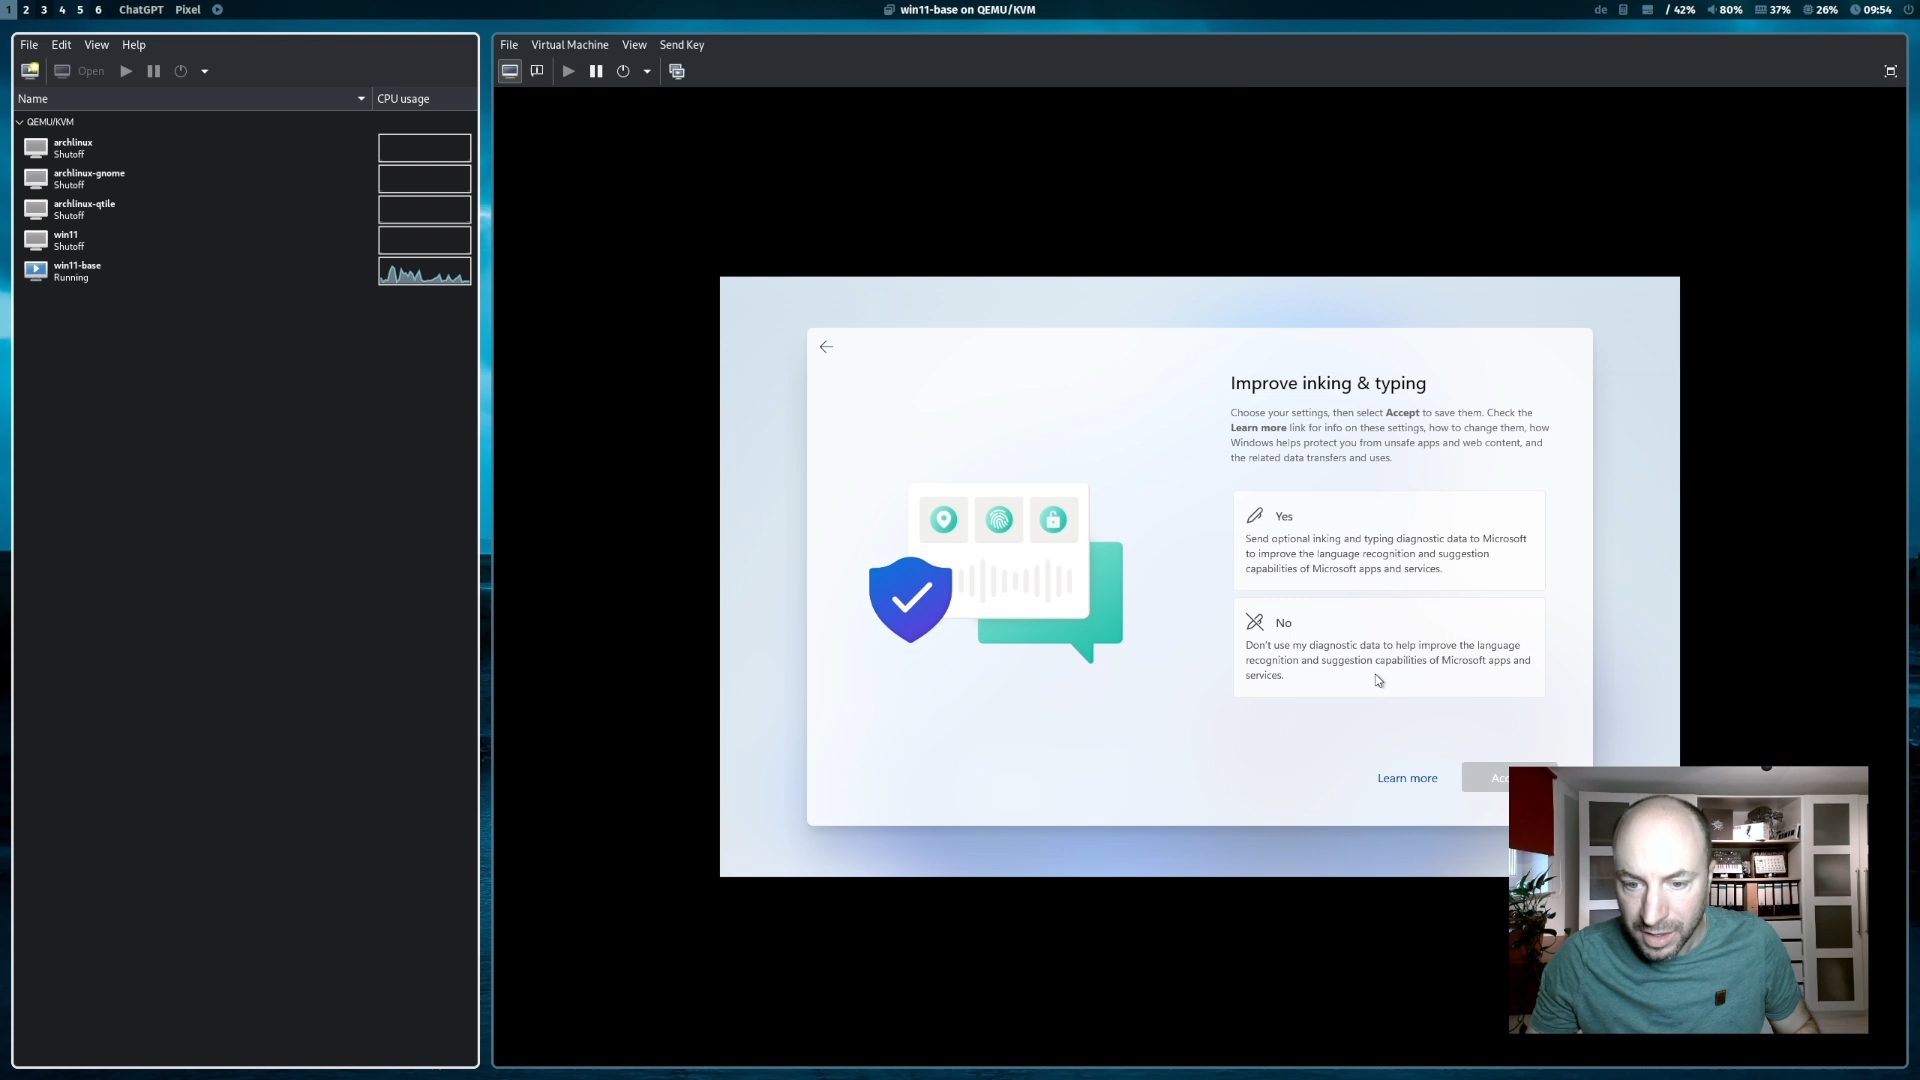 1 2 3 4 5 6 ChatGPT Pixel
win11-base on QEMU/KVM
de / 42% 80% 37% 26% 09:54
File Edit View Help
Open
Name CPU usage
QEMU/KVM
archlinux
Shutoff
archlinux-gnome
Shutoff
archlinux-qtile
Shutoff
win11
Shutoff
win11-base
Running
File Virtual Machine View Send Key
Improve inking & typing
Choose your settings, then select Accept to save them. Check the
Learn more link for info on these settings, how to change them, how
Windows helps protect you from unsafe apps and web content, and
the related data transfers and uses.
Yes
Send optional inking and typing diagnostic data to Microsoft
to improve the language recognition and suggestion
capabilities of Microsoft apps and services.
No
Don't use my diagnostic data to help improve the language
recognition and suggestion capabilities of Microsoft apps and
services.
Learn more